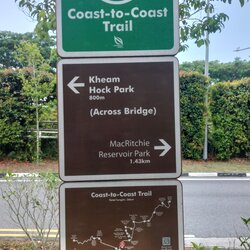 Coast-to-Coast
Trail
Kheam
Hock Park
800m
(Across Bridge)
MacRitchie
Reservoir Park
1.43km
Coast-to-Coast Trail